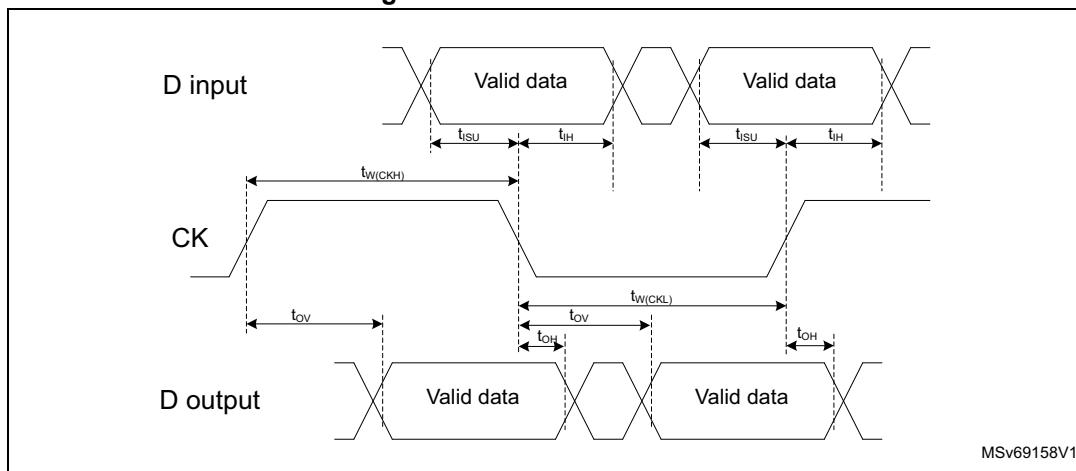 D input
Valid data
Valid data
tISU
tIH
tISU
tIH
tW(CKH)
CK
tW(CKL)
tOV
tOV
tOH
tOH
D output
Valid data
Valid data
MSv69158V1